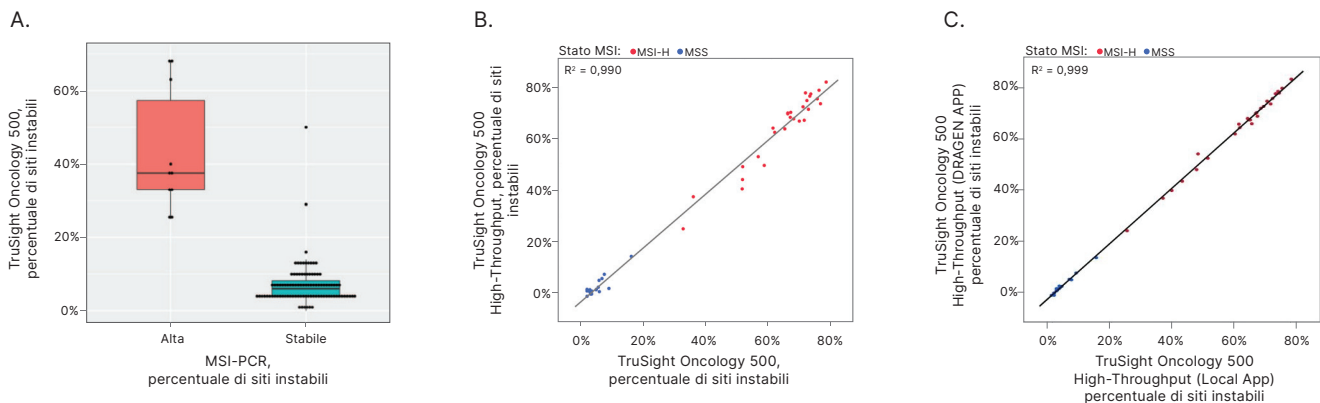 A.
TruSight Oncology 500,
percentuale di siti instabili
60%
40%
20%
0%
Alta
Stabile
MSI-PCR,
percentuale di siti instabili
B.
Stato MSI: MSI-H MSS
R² = 0,990
TruSight Oncology 500
High-Throughput, percentuale di siti
instabili
80%
60%
40%
20%
0%
0%
20%
40%
60%
80%
TruSight Oncology 500,
percentuale di siti instabili
C.
Stato MSI: MSI-H MSS
R² = 0,999
TruSight Oncology 500
High-Throughput (DRAGEN APP)
percentuale di siti instabili
80%
60%
40%
20%
0%
0%
20%
40%
60%
80%
TruSight Oncology 500
High-Throughput (Local App)
percentuale di siti instabili